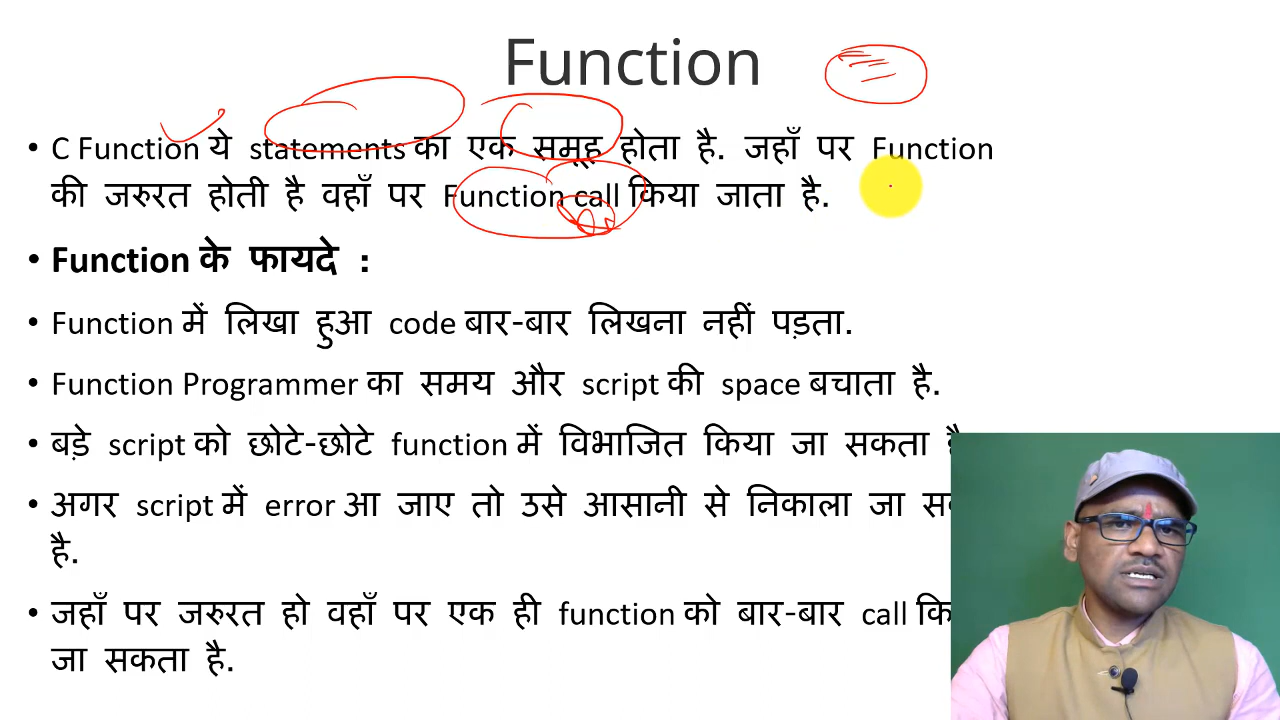 Function
• C Function ये statements का एक समूह होता है. जहाँ पर Function
की जरुरत होती है वहाँ पर Function call किया जाता है.
• Function के फायदे :
• Function में लिखा हुआ code बार-बार लिखना नहीं पड़ता.
• Function Programmer का समय और script की space बचाता है.
• बड़े script को छोटे-छोटे function में विभाजित किया जा सकता
• अगर script में error आ जाए तो उसे आसानी से निकाला जा
है.
• जहाँ पर जरुरत हो वहाँ पर एक ही function को बार-बार call
जा सकता है.